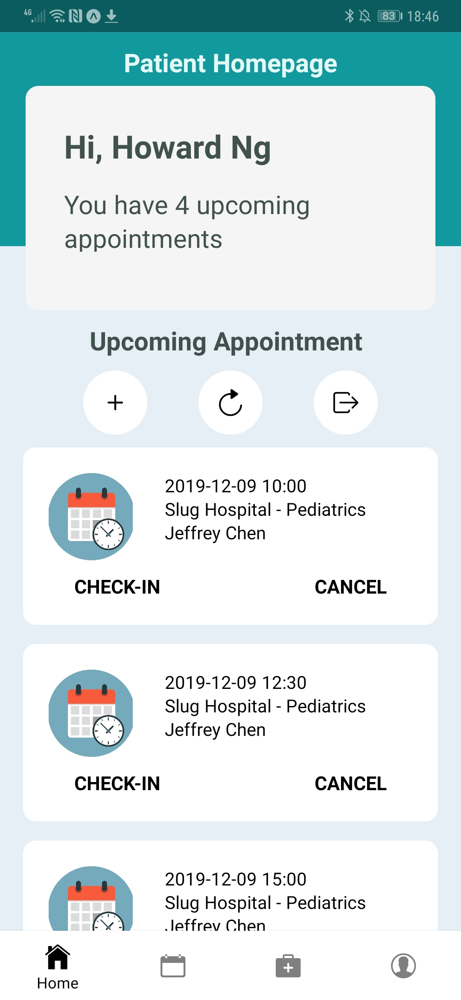 4G 83 18:46
Patient Homepage
Hi, Howard Ng
You have 4 upcoming
appointments
Upcoming Appointment
2019-12-09 10:00
Slug Hospital - Pediatrics
Jeffrey Chen
CHECK-IN CANCEL
2019-12-09 12:30
Slug Hospital - Pediatrics
Jeffrey Chen
CHECK-IN CANCEL
2019-12-09 15:00
Slug Hospital - Pediatrics
Jeffrey Chen
Home